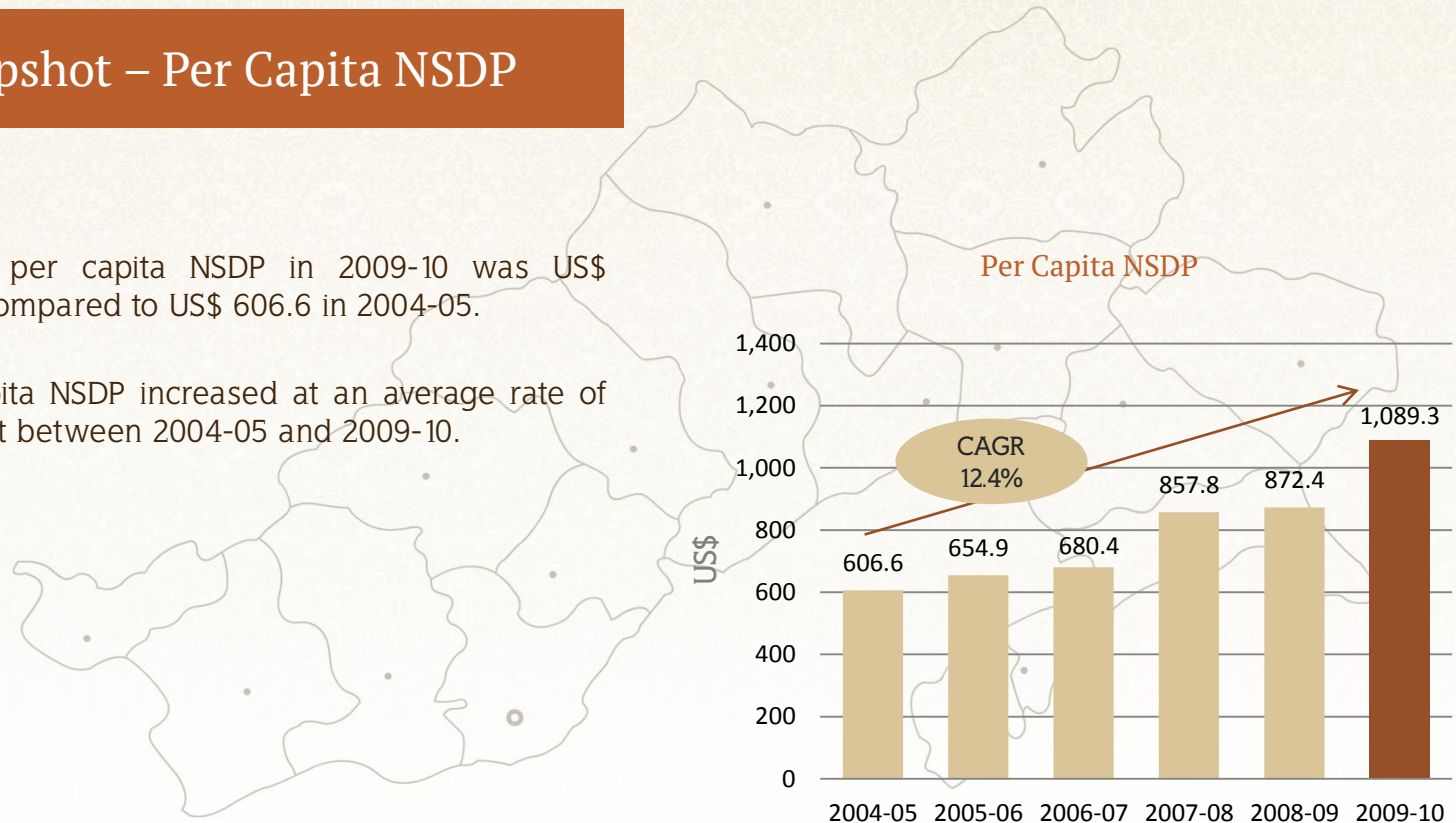 pshot – Per Capita NSDP
per capita NSDP in 2009-10 was US$
ompared to US$ 606.6 in 2004-05.
ita NSDP increased at an average rate of
t between 2004-05 and 2009-10.
Per Capita NSDP
US$
1,400
1,200
1,000
800
600
400
200
0
CAGR
12.4%
606.6
654.9
680.4
857.8
872.4
1,089.3
2004-05 2005-06 2006-07 2007-08 2008-09 2009-10